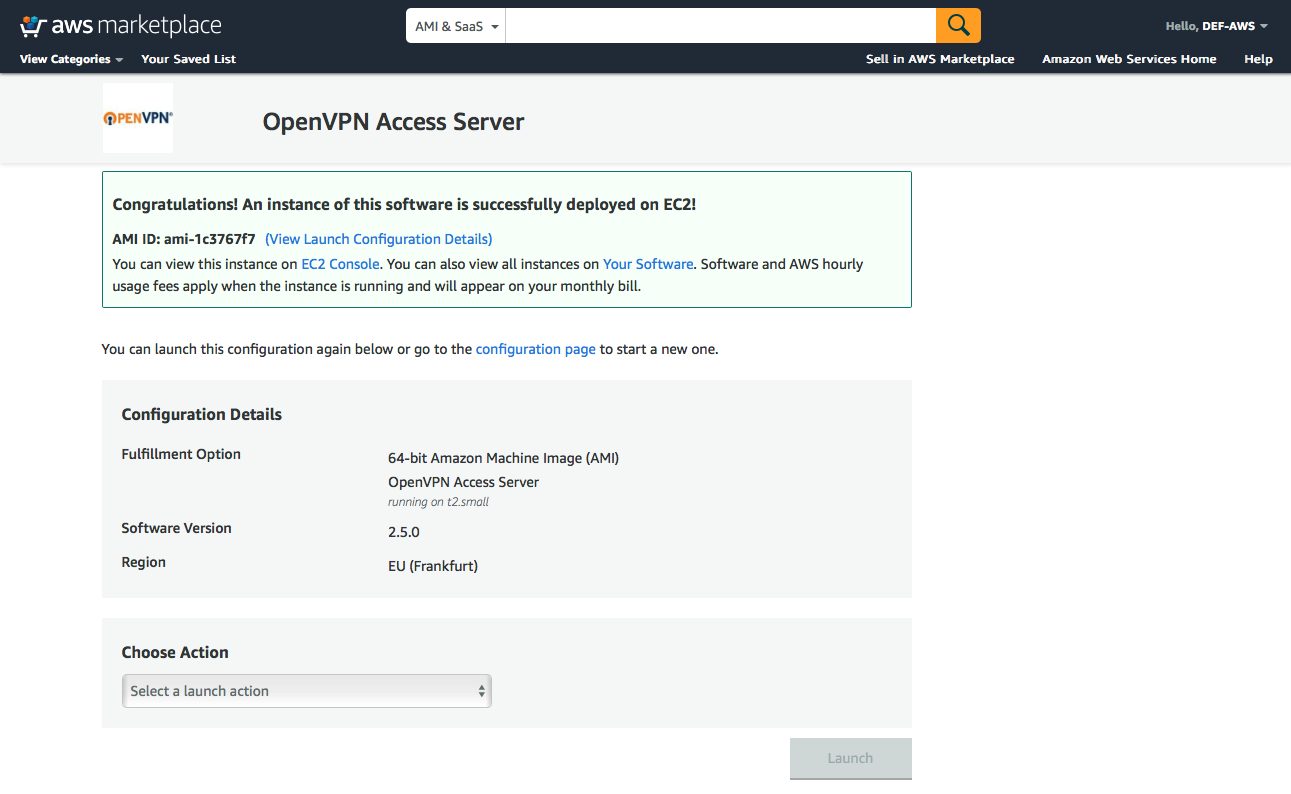 aws marketplace
AMI & SaaS
Hello, DEF-AWS
View Categories
Your Saved List
Sell in AWS Marketplace
Amazon Web Services Home
Help
OPENVPN®
OpenVPN Access Server
Congratulations! An instance of this software is successfully deployed on EC2!
AMI ID: ami-1c3767f7 (View Launch Configuration Details)
You can view this instance on EC2 Console. You can also view all instances on Your Software. Software and AWS hourly
usage fees apply when the instance is running and will appear on your monthly bill.
You can launch this configuration again below or go to the configuration page to start a new one.
Configuration Details
Fulfillment Option
64-bit Amazon Machine Image (AMI)
OpenVPN Access Server
running on t2.small
Software Version
2.5.0
Region
EU (Frankfurt)
Choose Action
Select a launch action
Launch